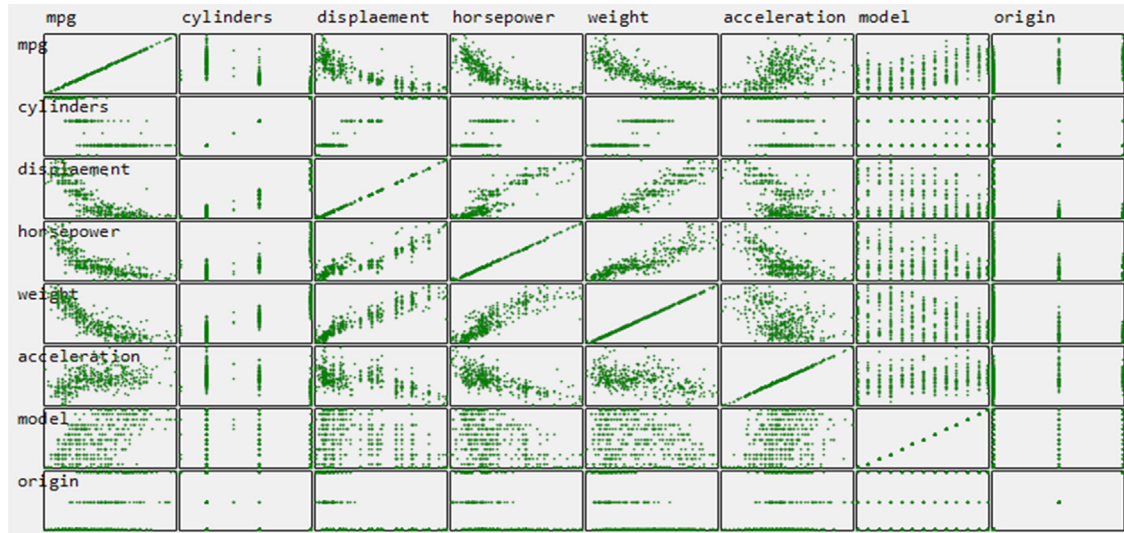 mpg cylinders displaement horsepower weight acceleration model origin
mpg
cylinders
displaement
horsepower
weight
acceleration
model
origin